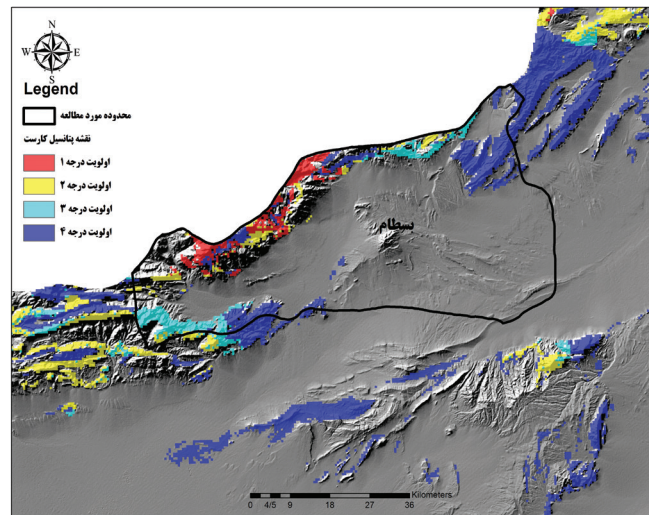 N
W E
S
Legend
محدوده مورد مطالعه
نقشه پتانسیل کارست
اولویت درجه ۱
اولویت درجه ۲
اولویت درجه ۳
اولویت درجه ۴
بسطام
Kilometers
0 4/5 9 18 27 36